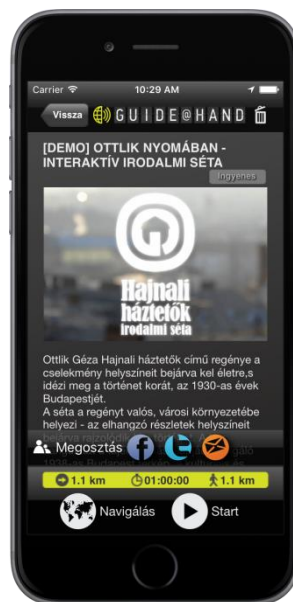 Carrier 10:29 AM
Vissza GUIDE@HAND
[DEMO] OTTLIK NYOMÁBAN -
INTERAKTÍV IRODALMI SÉTA
ingyenes
Hajnali
háztetők
irodalmi séta
Ottlik Géza Hajnali háztetők című regénye a
cselekmény helyszíneit bejárva kel életre,s
idézi meg a történet korát, az 1930-as évek
Budapestjét.
A séta a regényt valós, városi környezetébe
helyezi - az elhangzó részletek helyszíneit
Megosztás
1.1 km 01:00:00 1.1 km
Navigálás Start